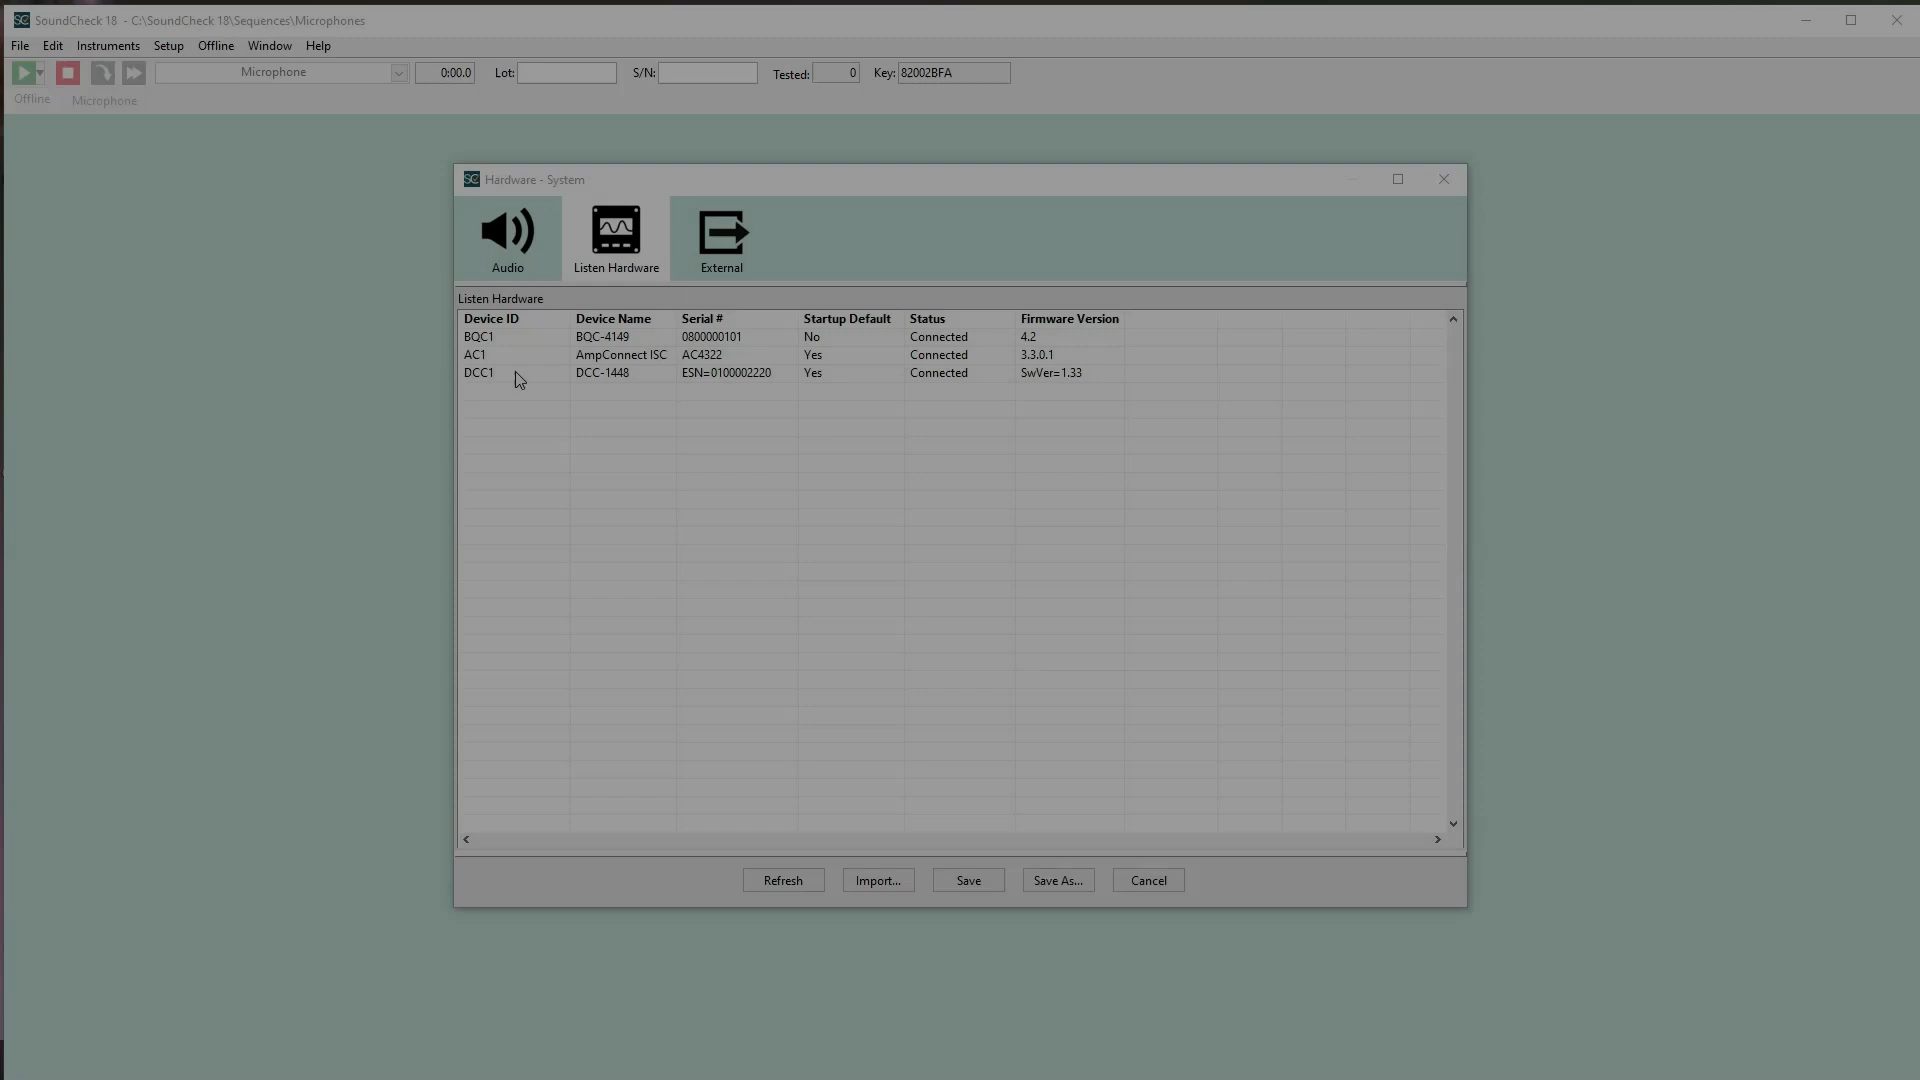 SC SoundCheck 18 - C:\SoundCheck 18\Sequences\Microphones
File Edit Instruments Setup Offline Window Help
Microphone 0:00.0 Lot: S/N: Tested: 0 Key: 82002BFA
Offline Microphone
SC Hardware - System
Audio Listen Hardware External
Listen Hardware
Device ID Device Name Serial # Startup Default Status Firmware Version
BQC1 BQC-4149 0800000101 No Connected 4.2
AC1 AmpConnect ISC AC4322 Yes Connected 3.3.0.1
DCC1 DCC-1448 ESN=0100002220 Yes Connected SwVer=1.33
Refresh Import... Save Save As... Cancel